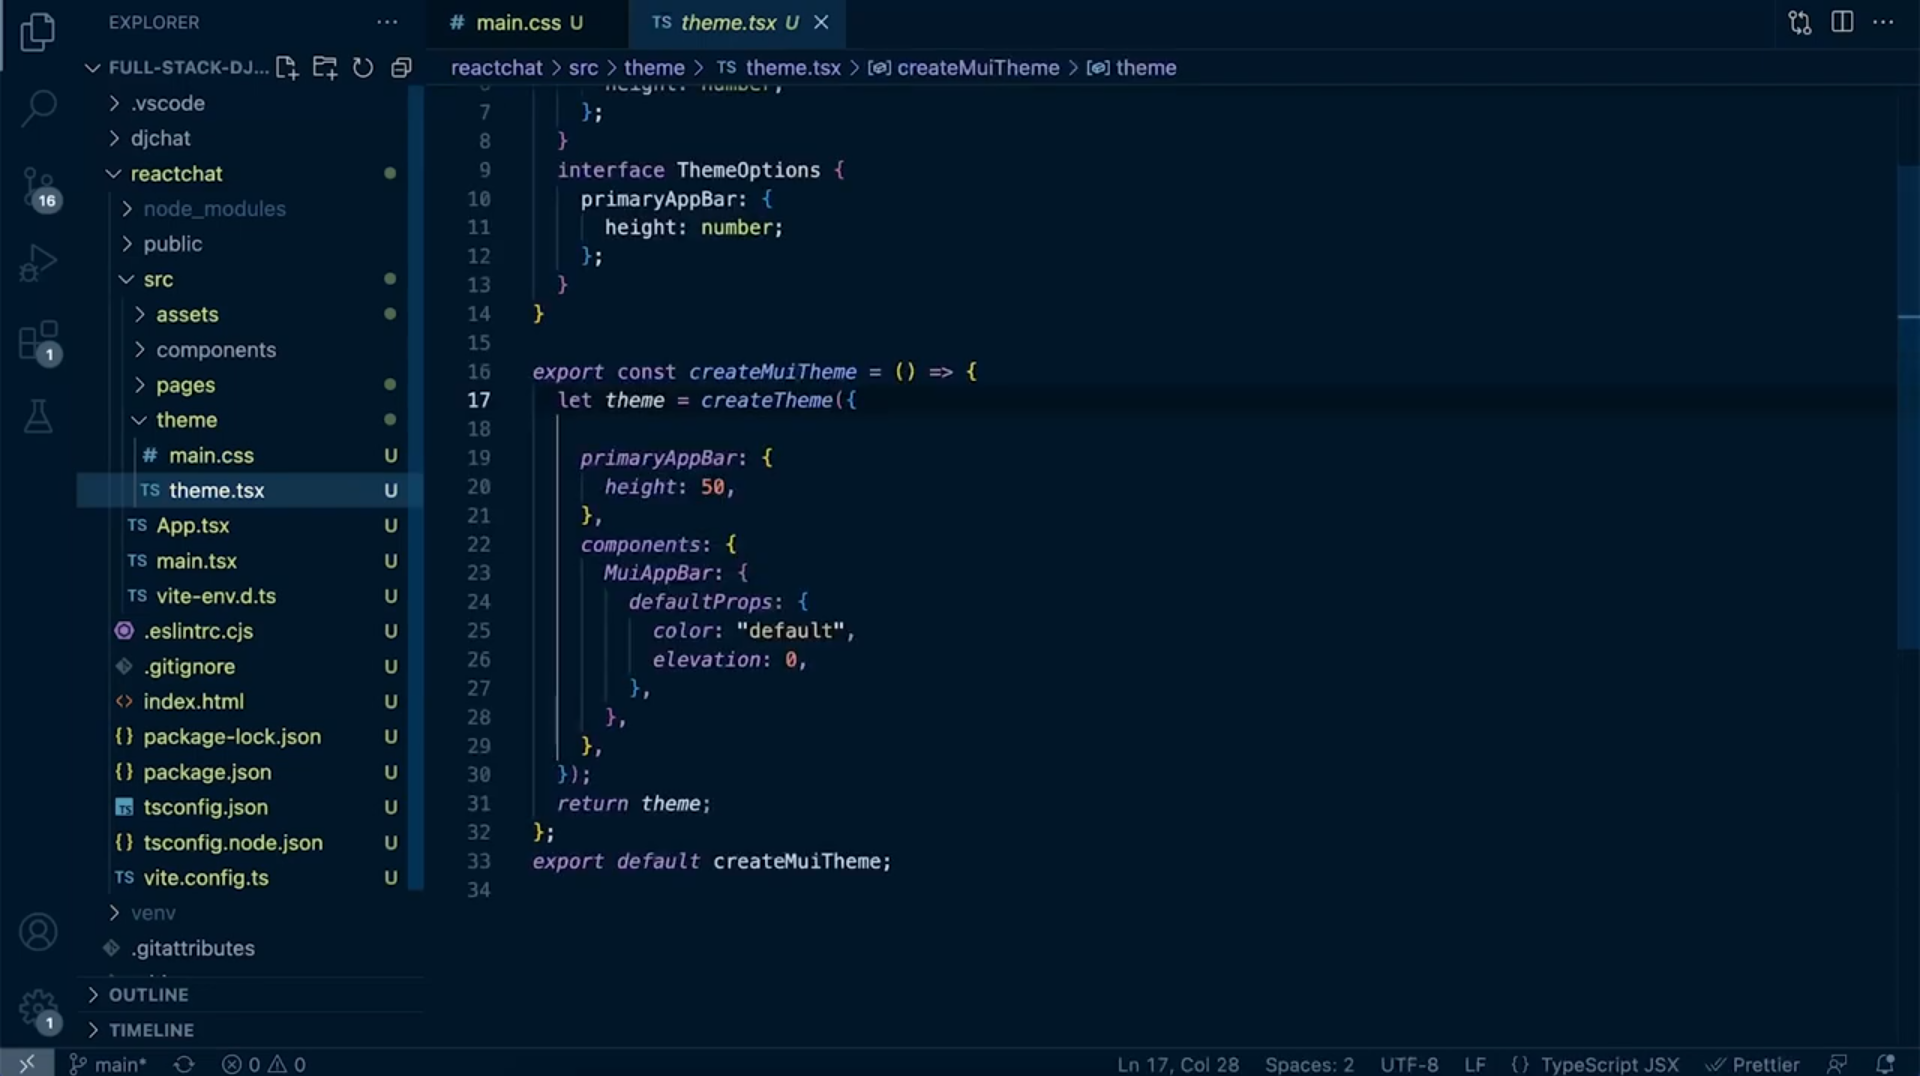 EXPLORER
FULL-STACK-DJ...
.vscode
djchat
reactchat
node_modules
public
src
assets
components
pages
theme
# main.css U
TS theme.tsx U
TS App.tsx U
TS main.tsx U
TS vite-env.d.ts U
.eslintrc.cjs U
.gitignore U
<> index.html U
{} package-lock.json U
{} package.json U
TS tsconfig.json U
{} tsconfig.node.json U
TS vite.config.ts U
venv
.gitattributes
OUTLINE
TIMELINE
16
1
1
# main.css U
TS theme.tsx U
reactchat > src > theme > TS theme.tsx > createMuiTheme > theme
height: number;
7 };
8 }
9 interface ThemeOptions {
10 primaryAppBar: {
11 height: number;
12 };
13 }
14 }
15
16 export const createMuiTheme = () => {
17 let theme = createTheme({
18
19 primaryAppBar: {
20 height: 50,
21 },
22 components: {
23 MuiAppBar: {
24 defaultProps: {
25 color: "default",
26 elevation: 0,
27 },
28 },
29 },
30 });
31 return theme;
32 };
33 export default createMuiTheme;
34
main* 0 0
Ln 17, Col 28 Spaces: 2 UTF-8 LF {} TypeScript JSX Prettier